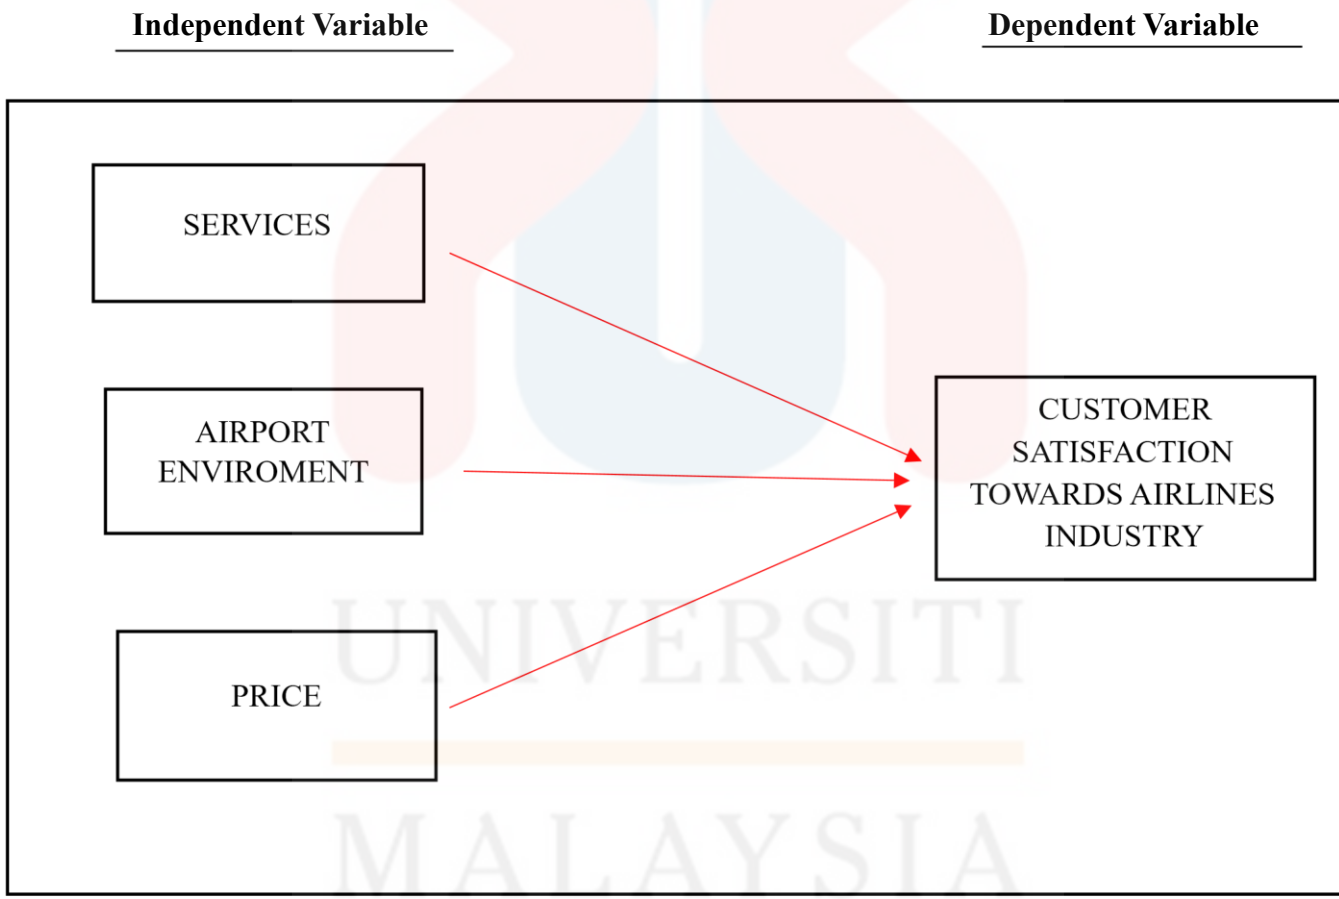 Independent Variable
Dependent Variable
SERVICES
AIRPORT
ENVIROMENT
PRICE
CUSTOMER
SATISFACTION
TOWARDS AIRLINES
INDUSTRY
UNIVERSITI
MALAYSIA